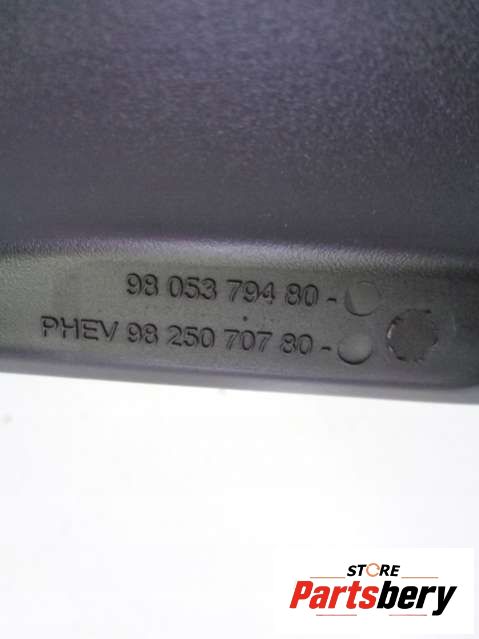 98 053 794 80-
PHEV 98 250 707 80-
STORE
Partsbery